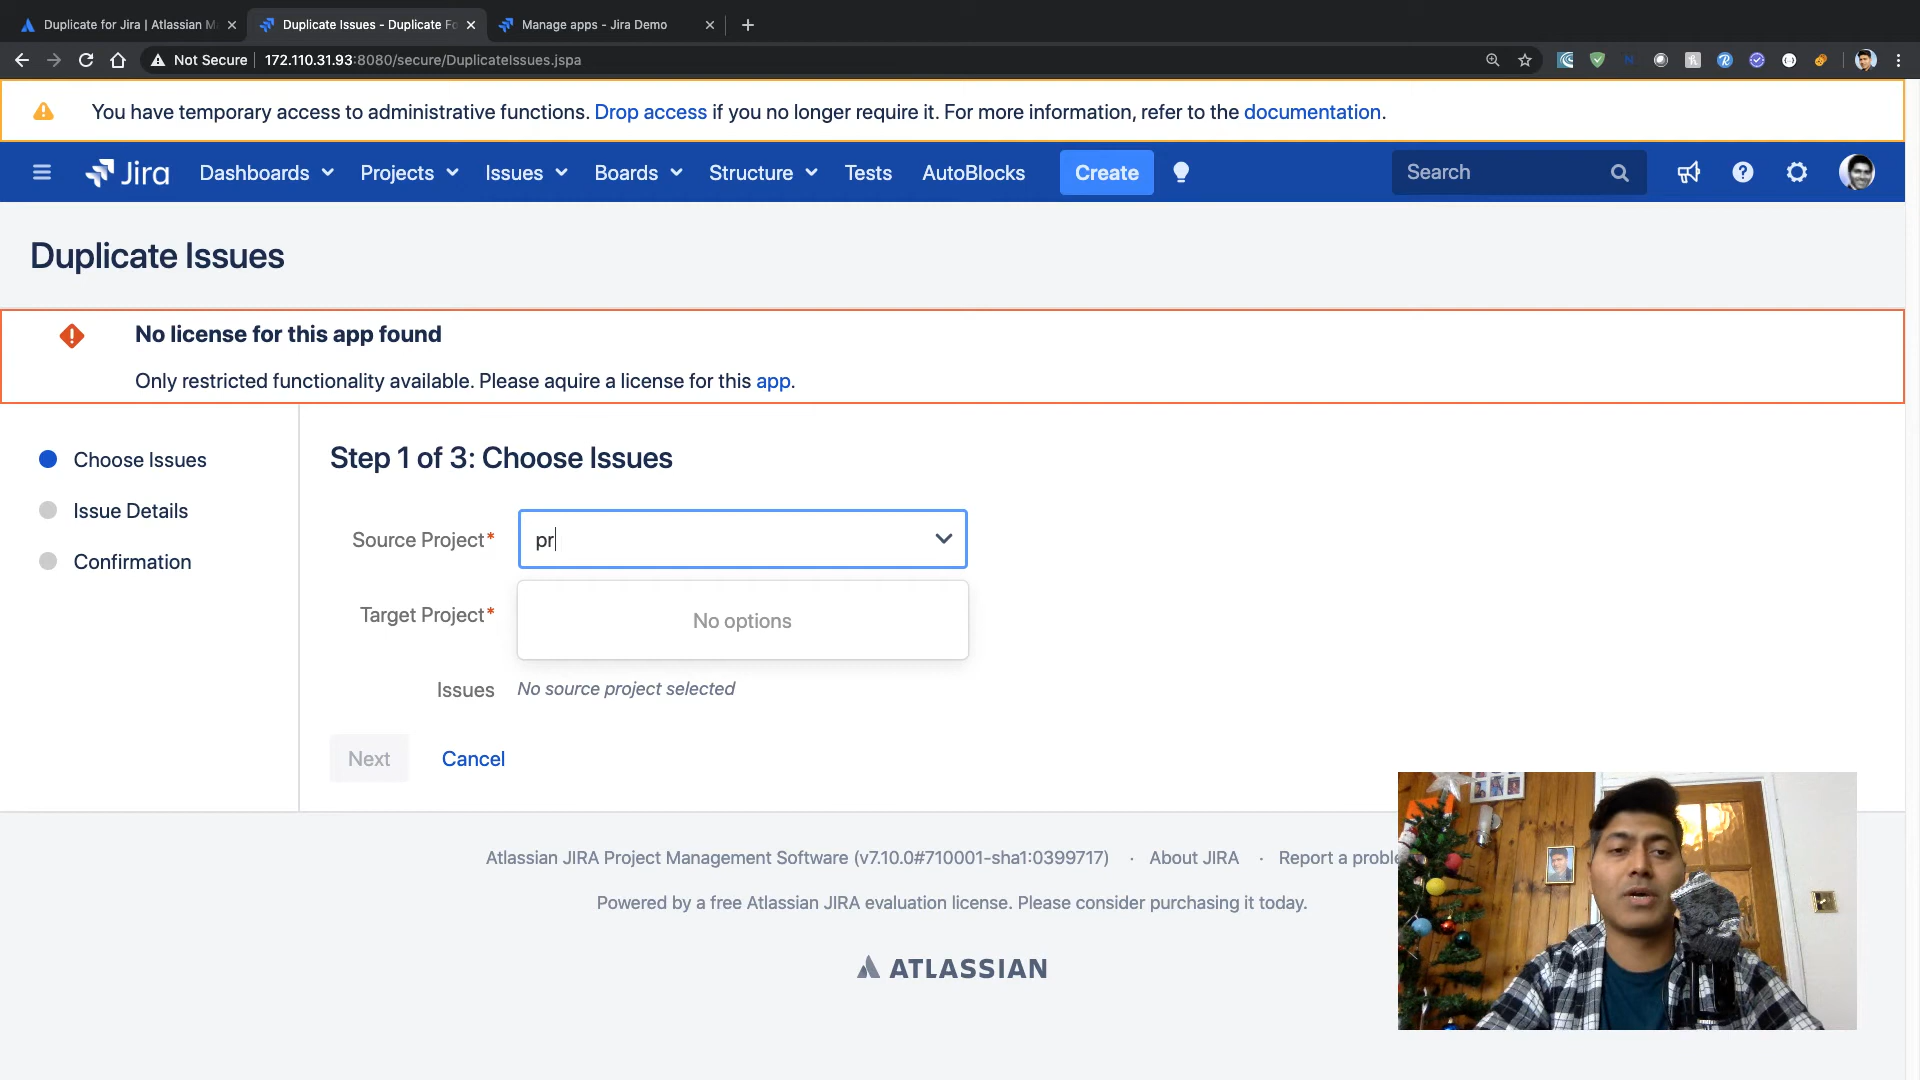 Duplicate for Jira | Atlassian M
Duplicate Issues - Duplicate Fo
Manage apps - Jira Demo
Not Secure
172.110.31.93:8080/secure/DuplicateIssues.jspa
You have temporary access to administrative functions. Drop access if you no longer require it. For more information, refer to the documentation.
Jira
Dashboards
Projects
Issues
Boards
Structure
Tests
AutoBlocks
Create
Search
Duplicate Issues
No license for this app found
Only restricted functionality available. Please aquire a license for this app.
Choose Issues
Issue Details
Confirmation
Step 1 of 3: Choose Issues
Source Project*
pr
Target Project*
No options
Issues
No source project selected
Next
Cancel
Atlassian JIRA Project Management Software (v7.10.0#710001-sha1:0399717) · About JIRA · Report a proble
Powered by a free Atlassian JIRA evaluation license. Please consider purchasing it today.
ATLASSIAN